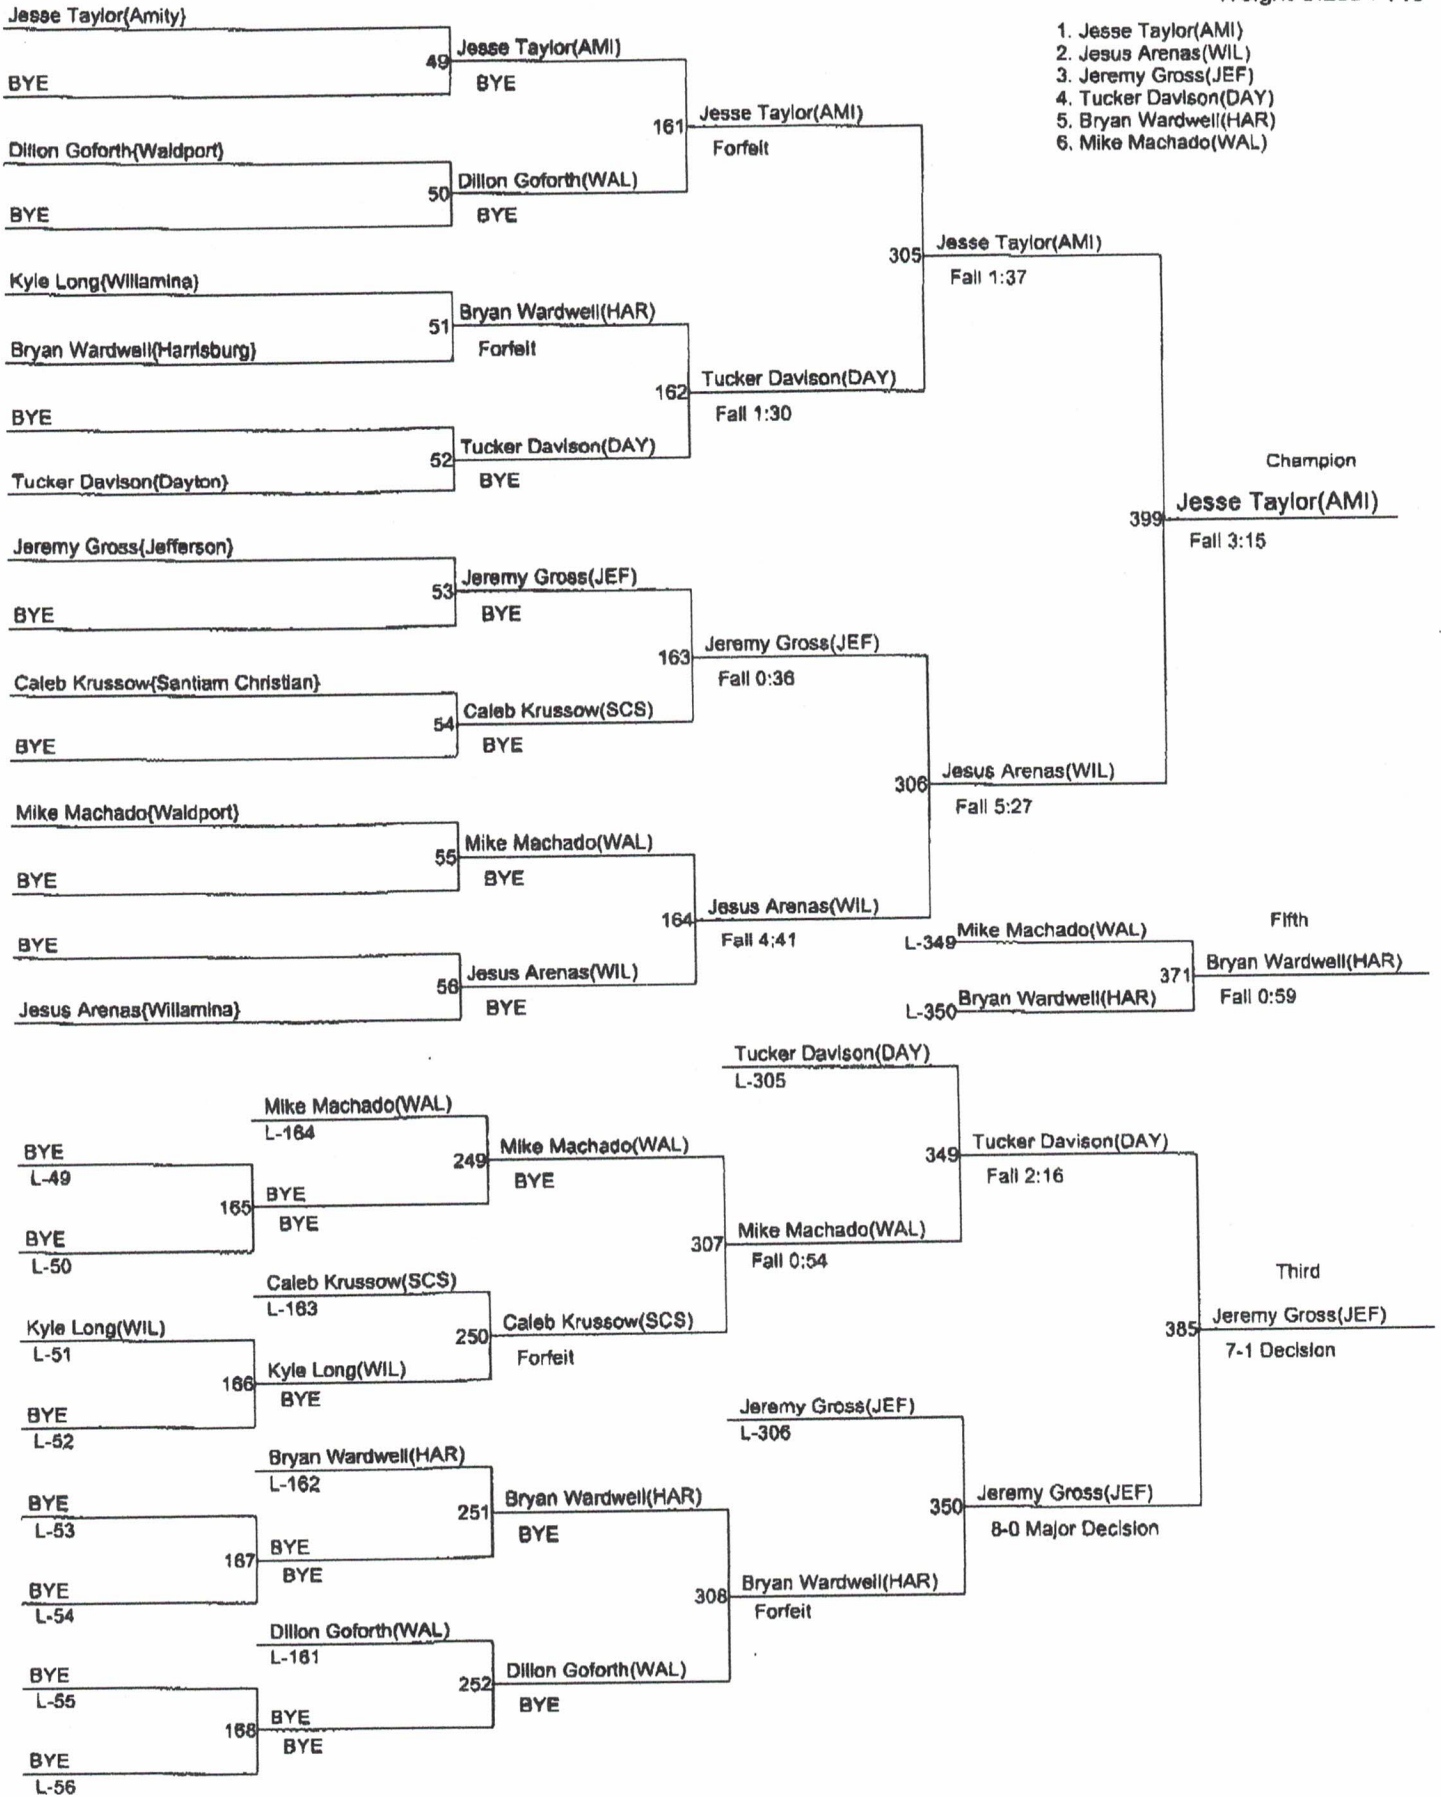 1. Jesse Taylor(AMI)
2. Jesus Arenas(WIL)
3. Jeremy Gross(JEF)
4. Tucker Davison(DAY)
5. Bryan Wardwell(HAR)
6. Mike Machado(WAL)
Jesse Taylor{Amity}
BYE
49
Jesse Taylor(AMI)
BYE
Dillon Goforth{Waldport}
BYE
50
Dillon Goforth(WAL)
BYE
161
Jesse Taylor(AMI)
Forfeit
Kyle Long{Willamina}
Bryan Wardwell{Harrisburg}
51
Bryan Wardwell(HAR)
Forfeit
BYE
Tucker Davison{Dayton}
52
Tucker Davison(DAY)
BYE
162
Tucker Davison(DAY)
Fall 1:30
305
Jesse Taylor(AMI)
Fall 1:37
Jeremy Gross{Jefferson}
BYE
53
Jeremy Gross(JEF)
BYE
Caleb Krussow{Santiam Christian}
BYE
54
Caleb Krussow(SCS)
BYE
163
Jeremy Gross(JEF)
Fall 0:36
Mike Machado{Waldport}
BYE
55
Mike Machado(WAL)
BYE
BYE
Jesus Arenas{Willamina}
56
Jesus Arenas(WIL)
BYE
164
Jesus Arenas(WIL)
Fall 4:41
306
Jesus Arenas(WIL)
Fall 5:27
Champion
399
Jesse Taylor(AMI)
Fall 3:15
L-349
Mike Machado(WAL)
L-350
Bryan Wardwell(HAR)
371
Fifth
Bryan Wardwell(HAR)
Fall 0:59
BYE
L-49
BYE
L-50
165
BYE
BYE
Mike Machado(WAL)
L-164
249
Mike Machado(WAL)
BYE
Kyle Long(WIL)
L-51
BYE
L-52
166
Kyle Long(WIL)
BYE
Caleb Krussow(SCS)
L-163
250
Caleb Krussow(SCS)
Forfeit
307
Mike Machado(WAL)
Fall 0:54
Tucker Davison(DAY)
L-305
349
Tucker Davison(DAY)
Fall 2:16
BYE
L-53
BYE
L-54
167
BYE
BYE
Bryan Wardwell(HAR)
L-162
251
Bryan Wardwell(HAR)
BYE
BYE
L-55
BYE
L-56
168
BYE
BYE
Dillon Goforth(WAL)
L-161
252
Dillon Goforth(WAL)
BYE
308
Bryan Wardwell(HAR)
Forfeit
Jeremy Gross(JEF)
L-306
350
Jeremy Gross(JEF)
8-0 Major Decision
Third
385
Jeremy Gross(JEF)
7-1 Decision